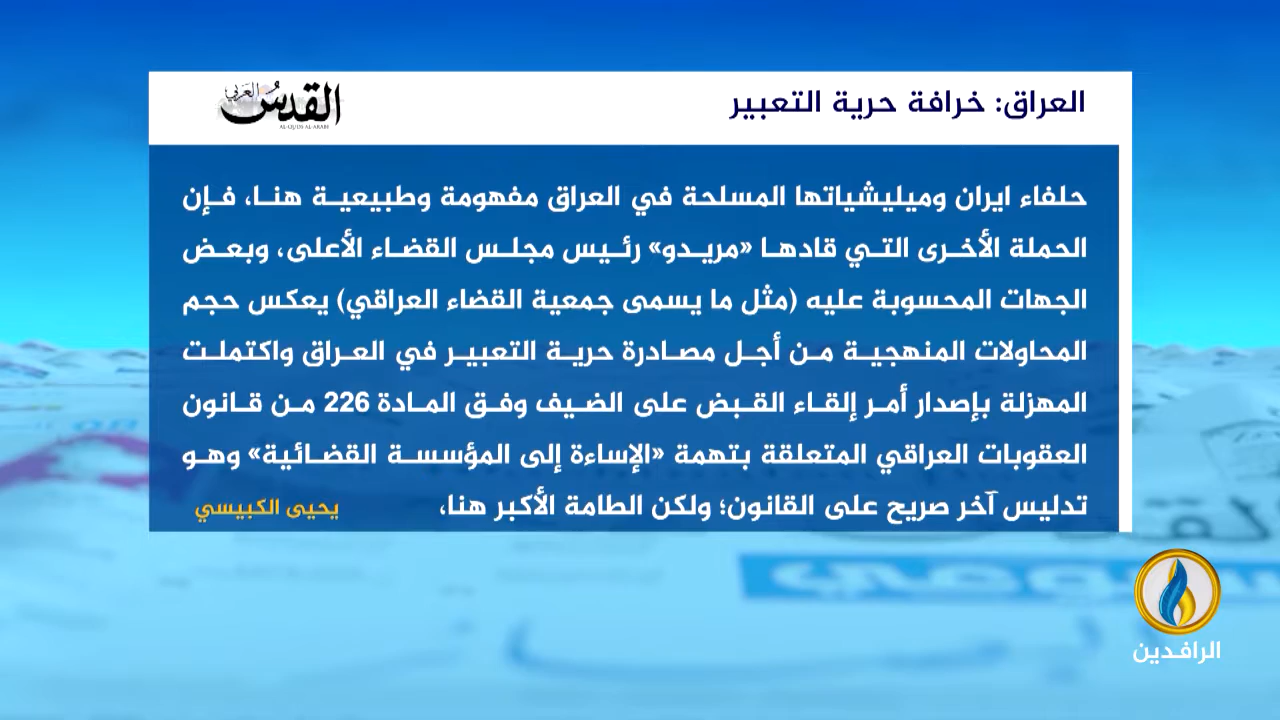 العراق: خرافة حرية التعبير
القدس العربي
AL-QUDS AL-ARABI
حلفاء ايران وميليشياتها المسلحة في العراق مفهومة وطبيعية هنا، فإن
الحملة الأخرى التي قادها «مريدو» رئيس مجلس القضاء الأعلى، وبعض
الجهات المحسوبة عليه (مثل ما يسمى جمعية القضاء العراقي) يعكس حجم
المحاولات المنهجية من أجل مصادرة حرية التعبير في العراق واكتملت
المهزلة بإصدار أمر إلقاء القبض على الضيف وفق المادة 226 من قانون
العقوبات العراقي المتعلقة بتهمة «الإساءة إلى المؤسسة القضائية» وهو
تدليس آخر صريح على القانون؛ ولكن الطامة الأكبر هنا،
يحيى الكبيسي
الرافدين